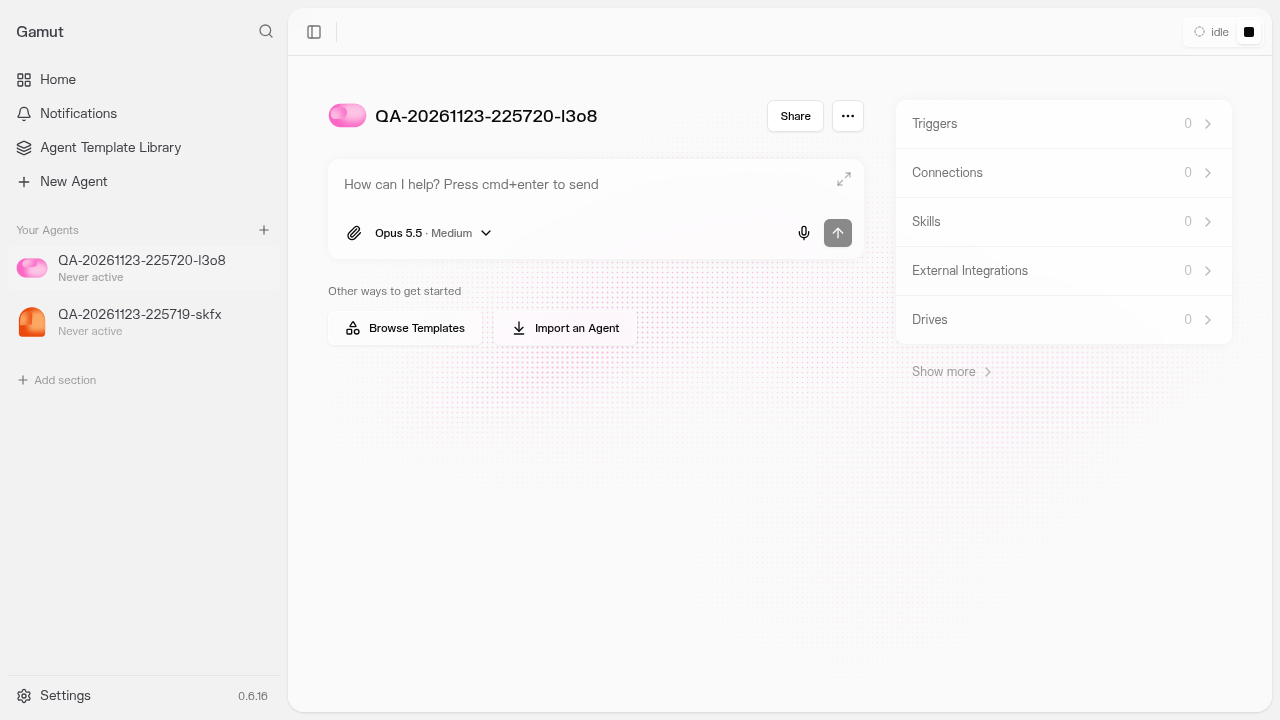 Gamut
Home
Notifications
Agent Template Library
New Agent
Your Agents
QA-20261123-225720-l3o8
Never active
QA-20261123-225719-skfx
Never active
Add section
Settings
0.6.16
idle
QA-20261123-225720-l3o8
Share
How can I help? Press cmd+enter to send
Opus 5.5 · Medium
Other ways to get started
Browse Templates
Import an Agent
Triggers 0
Connections 0
Skills 0
External Integrations 0
Drives 0
Show more